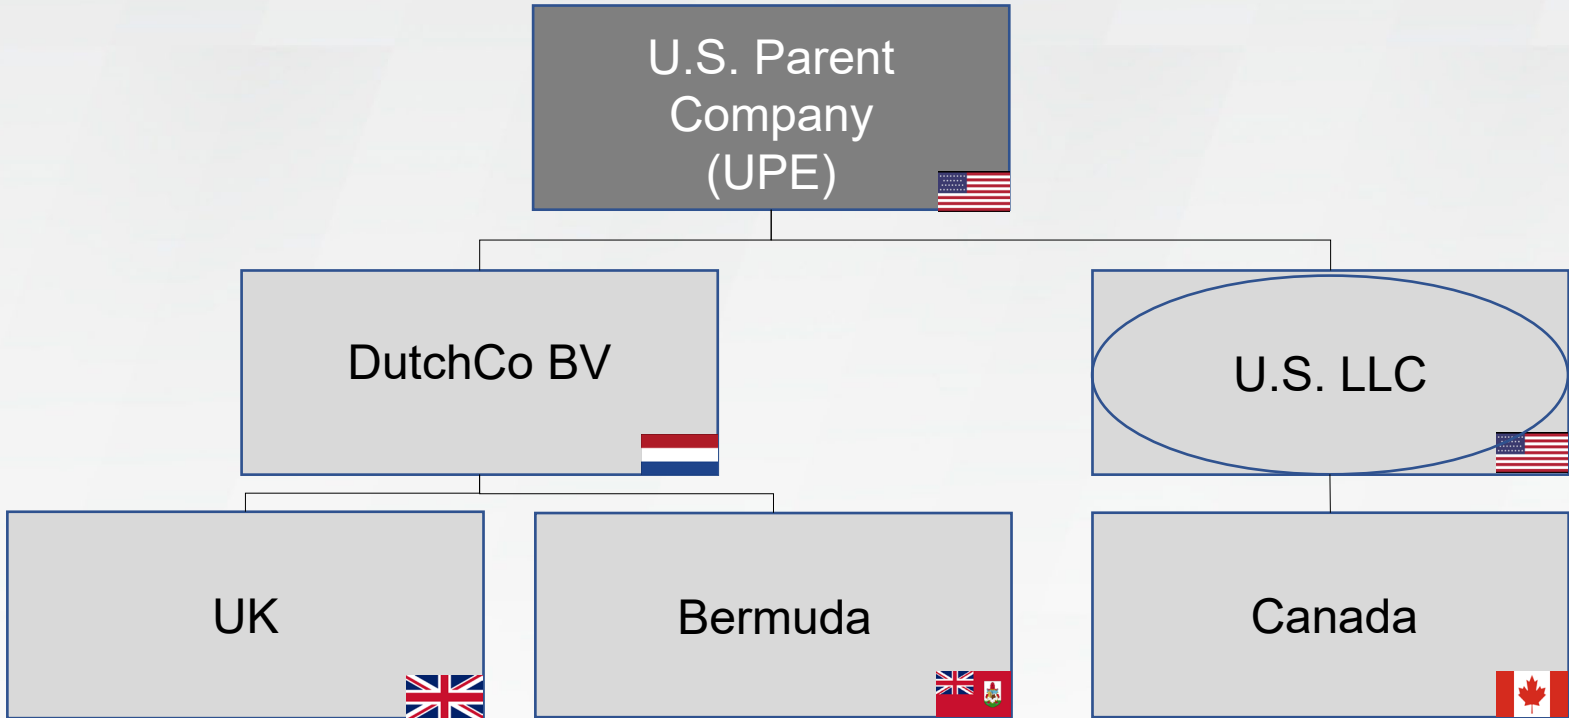 U.S. Parent
Company
(UPE)
DutchCo BV
U.S. LLC
UK
Bermuda
Canada